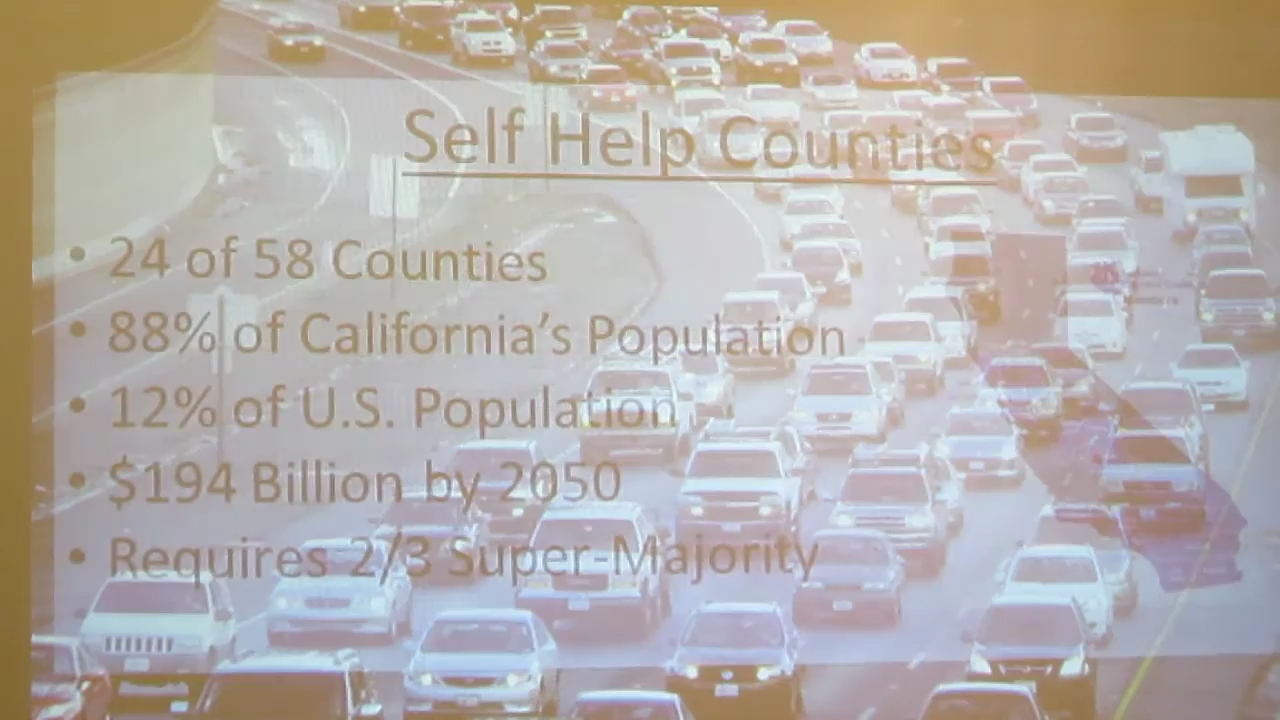 Self Help Counties
• 24 of 58 Counties
• 88% of California's Population
• 12% of U.S. Population
• $194 Billion by 2050
• Requires 2/3 Super-Majority